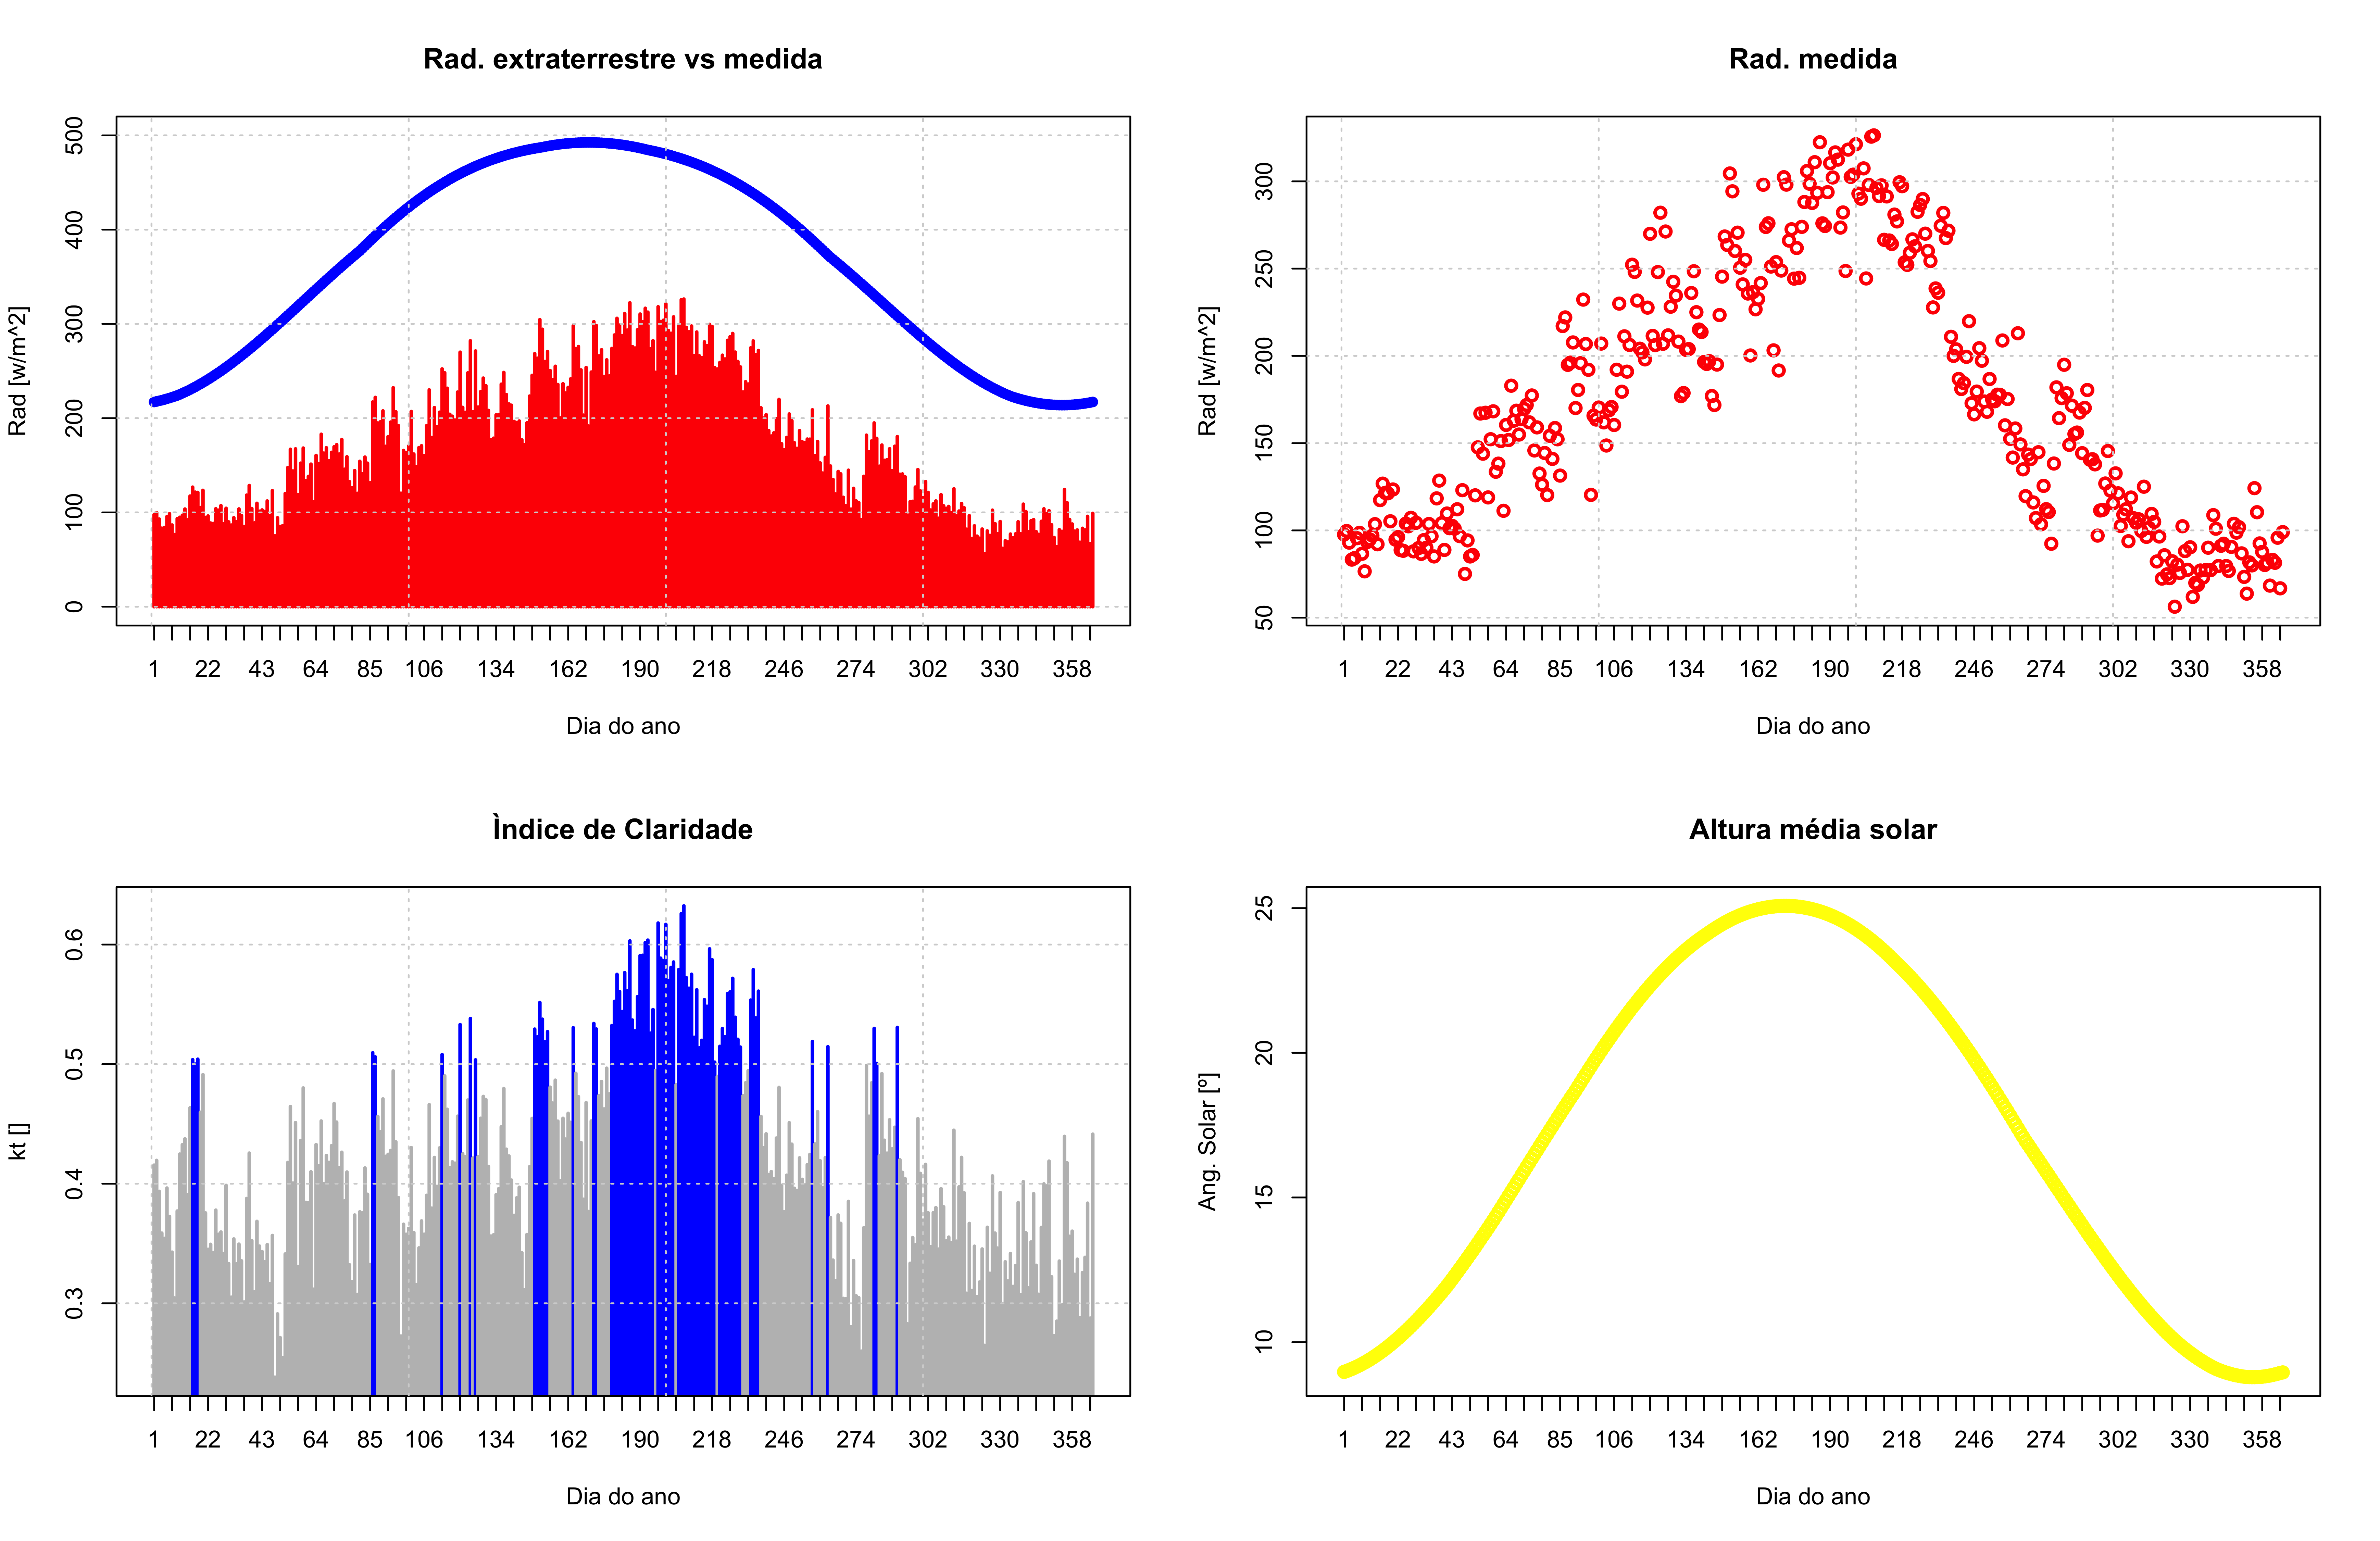 Rad. extraterrestre vs medida
Rad [w/m^2]
500
400
300
200
100
0
1 22 43 64 85 106 134 162 190 218 246 274 302 330 358
Dia do ano
Rad. medida
Rad [w/m^2]
300
250
200
150
100
50
1 22 43 64 85 106 134 162 190 218 246 274 302 330 358
Dia do ano
Ìndice de Claridade
kt []
0.6
0.5
0.4
0.3
1 22 43 64 85 106 134 162 190 218 246 274 302 330 358
Dia do ano
Altura média solar
Ang. Solar [º]
25
20
15
10
1 22 43 64 85 106 134 162 190 218 246 274 302 330 358
Dia do ano